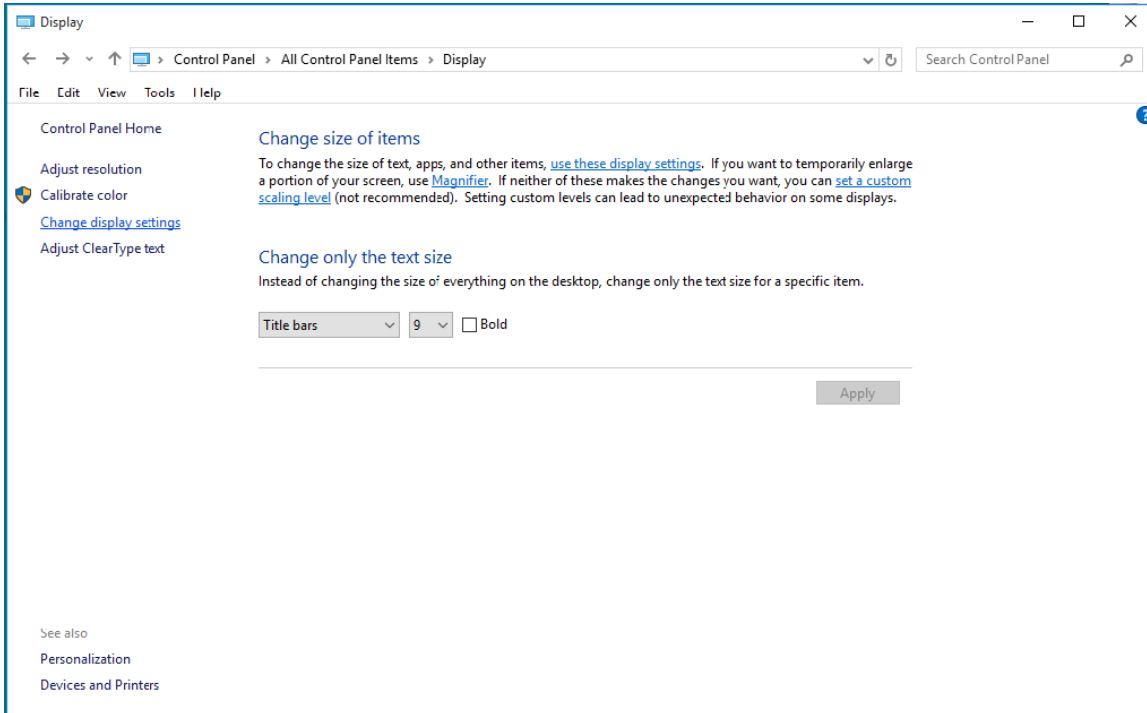 Display
Control Panel > All Control Panel Items > Display
Search Control Panel
File Edit View Tools Help
Control Panel Home
Adjust resolution
Calibrate color
Change display settings
Adjust ClearType text
Change size of items
To change the size of text, apps, and other items, use these display settings. If you want to temporarily enlarge
a portion of your screen, use Magnifier. If neither of these makes the changes you want, you can set a custom
scaling level (not recommended). Setting custom levels can lead to unexpected behavior on some displays.
Change only the text size
Instead of changing the size of everything on the desktop, change only the text size for a specific item.
Title bars 9 Bold
Apply
See also
Personalization
Devices and Printers